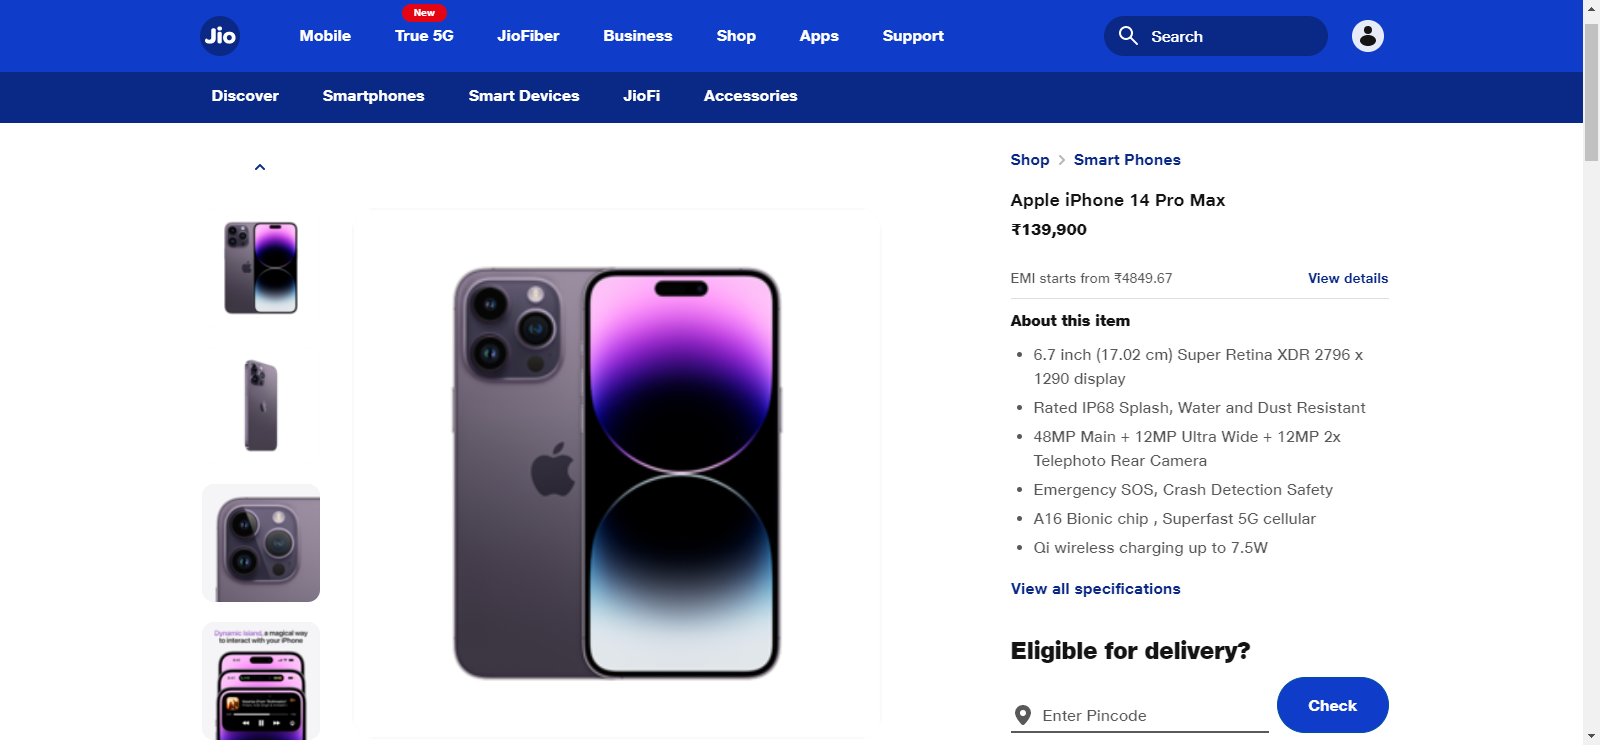 New
Jio
Mobile
True 5G
JioFiber
Business
Shop
Apps
Support
Search
Discover
Smartphones
Smart Devices
JioFi
Accessories
Shop
Smart Phones
Apple iPhone 14 Pro Max
₹139,900
EMI starts from ₹4849.67
View details
About this item
6.7 inch (17.02 cm) Super Retina XDR 2796 x
1290 display
Rated IP68 Splash, Water and Dust Resistant
48MP Main + 12MP Ultra Wide + 12MP 2x
Telephoto Rear Camera
Emergency SOS, Crash Detection Safety
A16 Bionic chip , Superfast 5G cellular
Qi wireless charging up to 7.5W
View all specifications
Eligible for delivery?
Enter Pincode
Check
Dynamic Island, a magical way
to interact with your iPhone